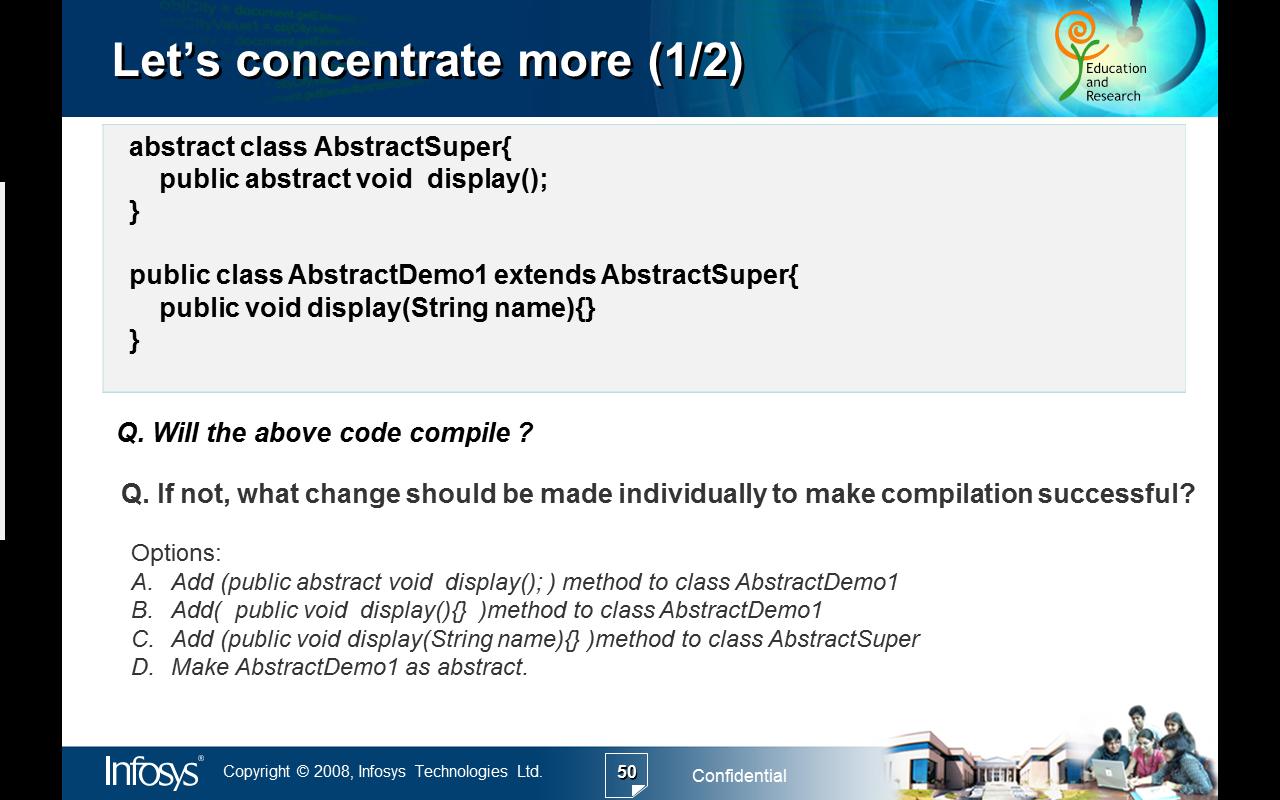 Let’s concentrate more (1/2)
Education
and
Research
abstract class AbstractSuper{
public abstract void display();
}
public class AbstractDemo1 extends AbstractSuper{
public void display(String name){}
}
Q. Will the above code compile ?
Q. If not, what change should be made individually to make compilation successful?
Options:
A. Add (public abstract void display(); ) method to class AbstractDemo1
B. Add( public void display(){} )method to class AbstractDemo1
C. Add (public void display(String name){} )method to class AbstractSuper
D. Make AbstractDemo1 as abstract.
Infosys®
Copyright © 2008, Infosys Technologies Ltd.
50
Confidential